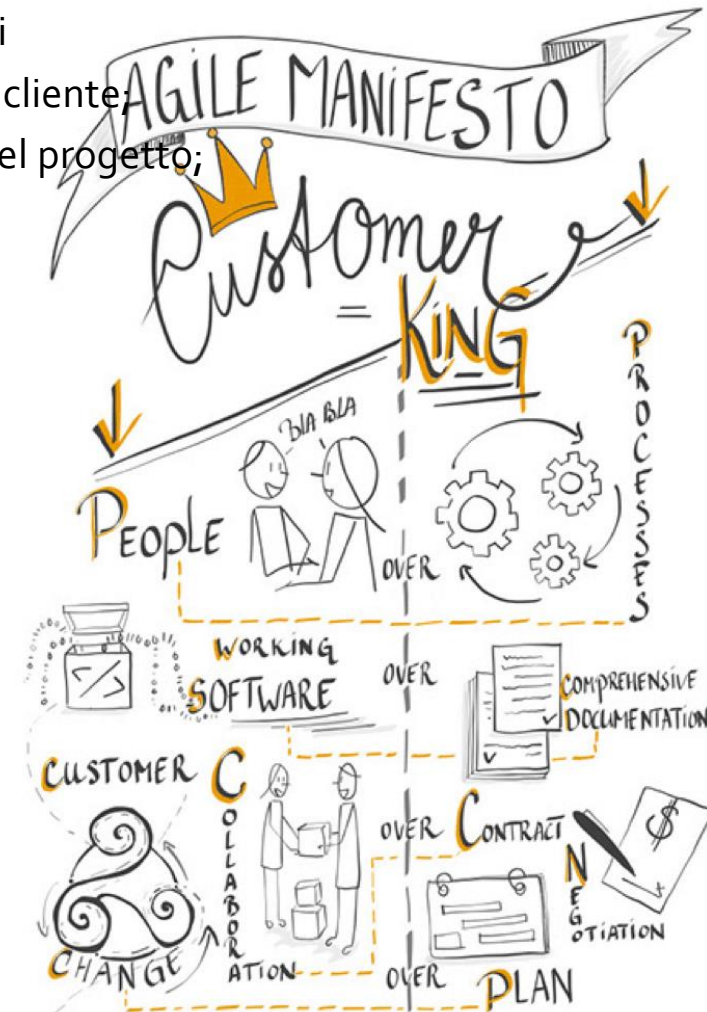 i
cliente;
el progetto;
AGILE MANIFESTO
Customer
=
KING
BLA BLA
PEOPLE
OVER
PROCESSES
</>
WORKING
SOFTWARE
OVER
COMPREHENSIVE
DOCUMENTATION
CUSTOMER
COLLABORATION
OVER
CONTRACT
NEGOTIATION
$
CHANGE
OVER
PLAN